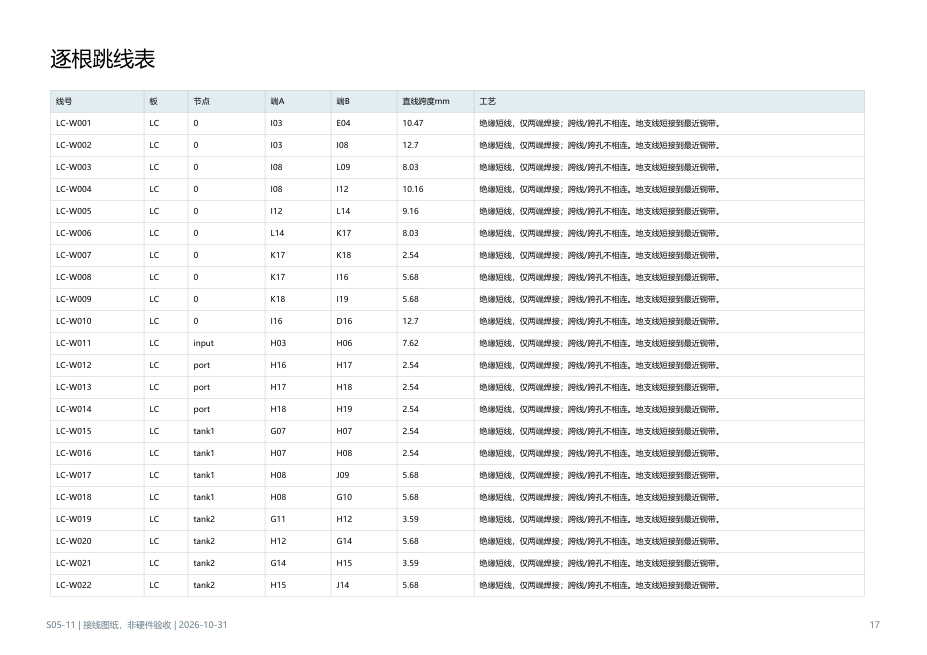 逐根跳线表
线号 板 节点 端A 端B 直线跨度mm 工艺
LC-W001 LC 0 I03 E04 10.47 绝缘短线，仅两端焊接；跨线/跨孔不相连。地支线短接到最近铜带。
LC-W002 LC 0 I03 I08 12.7 绝缘短线，仅两端焊接；跨线/跨孔不相连。地支线短接到最近铜带。
LC-W003 LC 0 I08 L09 8.03 绝缘短线，仅两端焊接；跨线/跨孔不相连。地支线短接到最近铜带。
LC-W004 LC 0 I08 I12 10.16 绝缘短线，仅两端焊接；跨线/跨孔不相连。地支线短接到最近铜带。
LC-W005 LC 0 I12 L14 9.16 绝缘短线，仅两端焊接；跨线/跨孔不相连。地支线短接到最近铜带。
LC-W006 LC 0 L14 K17 8.03 绝缘短线，仅两端焊接；跨线/跨孔不相连。地支线短接到最近铜带。
LC-W007 LC 0 K17 K18 2.54 绝缘短线，仅两端焊接；跨线/跨孔不相连。地支线短接到最近铜带。
LC-W008 LC 0 K17 I16 5.68 绝缘短线，仅两端焊接；跨线/跨孔不相连。地支线短接到最近铜带。
LC-W009 LC 0 K18 I19 5.68 绝缘短线，仅两端焊接；跨线/跨孔不相连。地支线短接到最近铜带。
LC-W010 LC 0 I16 D16 12.7 绝缘短线，仅两端焊接；跨线/跨孔不相连。地支线短接到最近铜带。
LC-W011 LC input H03 H06 7.62 绝缘短线，仅两端焊接；跨线/跨孔不相连。地支线短接到最近铜带。
LC-W012 LC port H16 H17 2.54 绝缘短线，仅两端焊接；跨线/跨孔不相连。地支线短接到最近铜带。
LC-W013 LC port H17 H18 2.54 绝缘短线，仅两端焊接；跨线/跨孔不相连。地支线短接到最近铜带。
LC-W014 LC port H18 H19 2.54 绝缘短线，仅两端焊接；跨线/跨孔不相连。地支线短接到最近铜带。
LC-W015 LC tank1 G07 H07 2.54 绝缘短线，仅两端焊接；跨线/跨孔不相连。地支线短接到最近铜带。
LC-W016 LC tank1 H07 H08 2.54 绝缘短线，仅两端焊接；跨线/跨孔不相连。地支线短接到最近铜带。
LC-W017 LC tank1 H08 J09 5.68 绝缘短线，仅两端焊接；跨线/跨孔不相连。地支线短接到最近铜带。
LC-W018 LC tank1 H08 G10 5.68 绝缘短线，仅两端焊接；跨线/跨孔不相连。地支线短接到最近铜带。
LC-W019 LC tank2 G11 H12 3.59 绝缘短线，仅两端焊接；跨线/跨孔不相连。地支线短接到最近铜带。
LC-W020 LC tank2 H12 G14 5.68 绝缘短线，仅两端焊接；跨线/跨孔不相连。地支线短接到最近铜带。
LC-W021 LC tank2 G14 H15 3.59 绝缘短线，仅两端焊接；跨线/跨孔不相连。地支线短接到最近铜带。
LC-W022 LC tank2 H15 J14 5.68 绝缘短线，仅两端焊接；跨线/跨孔不相连。地支线短接到最近铜带。
S05-11 | 接线图纸，非硬件验收 | 2026-10-31 17